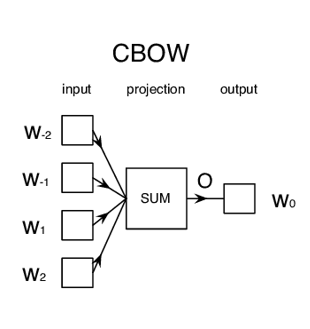 CBOW
input projection output
W-2
W-1
W1
W2
SUM
O
W0